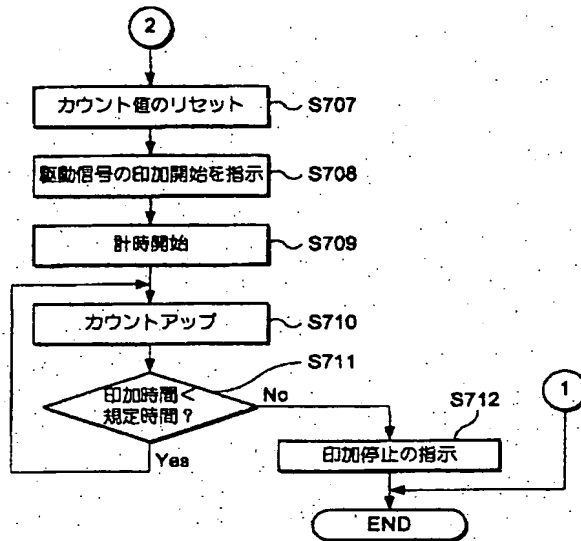 2
カウント値のリセット
S707
駆動信号の印加開始を指示
S708
計時開始
S709
カウントアップ
S710
S711
印加時間<
規定時間?
No
Yes
1
S712
印加停止の指示
END